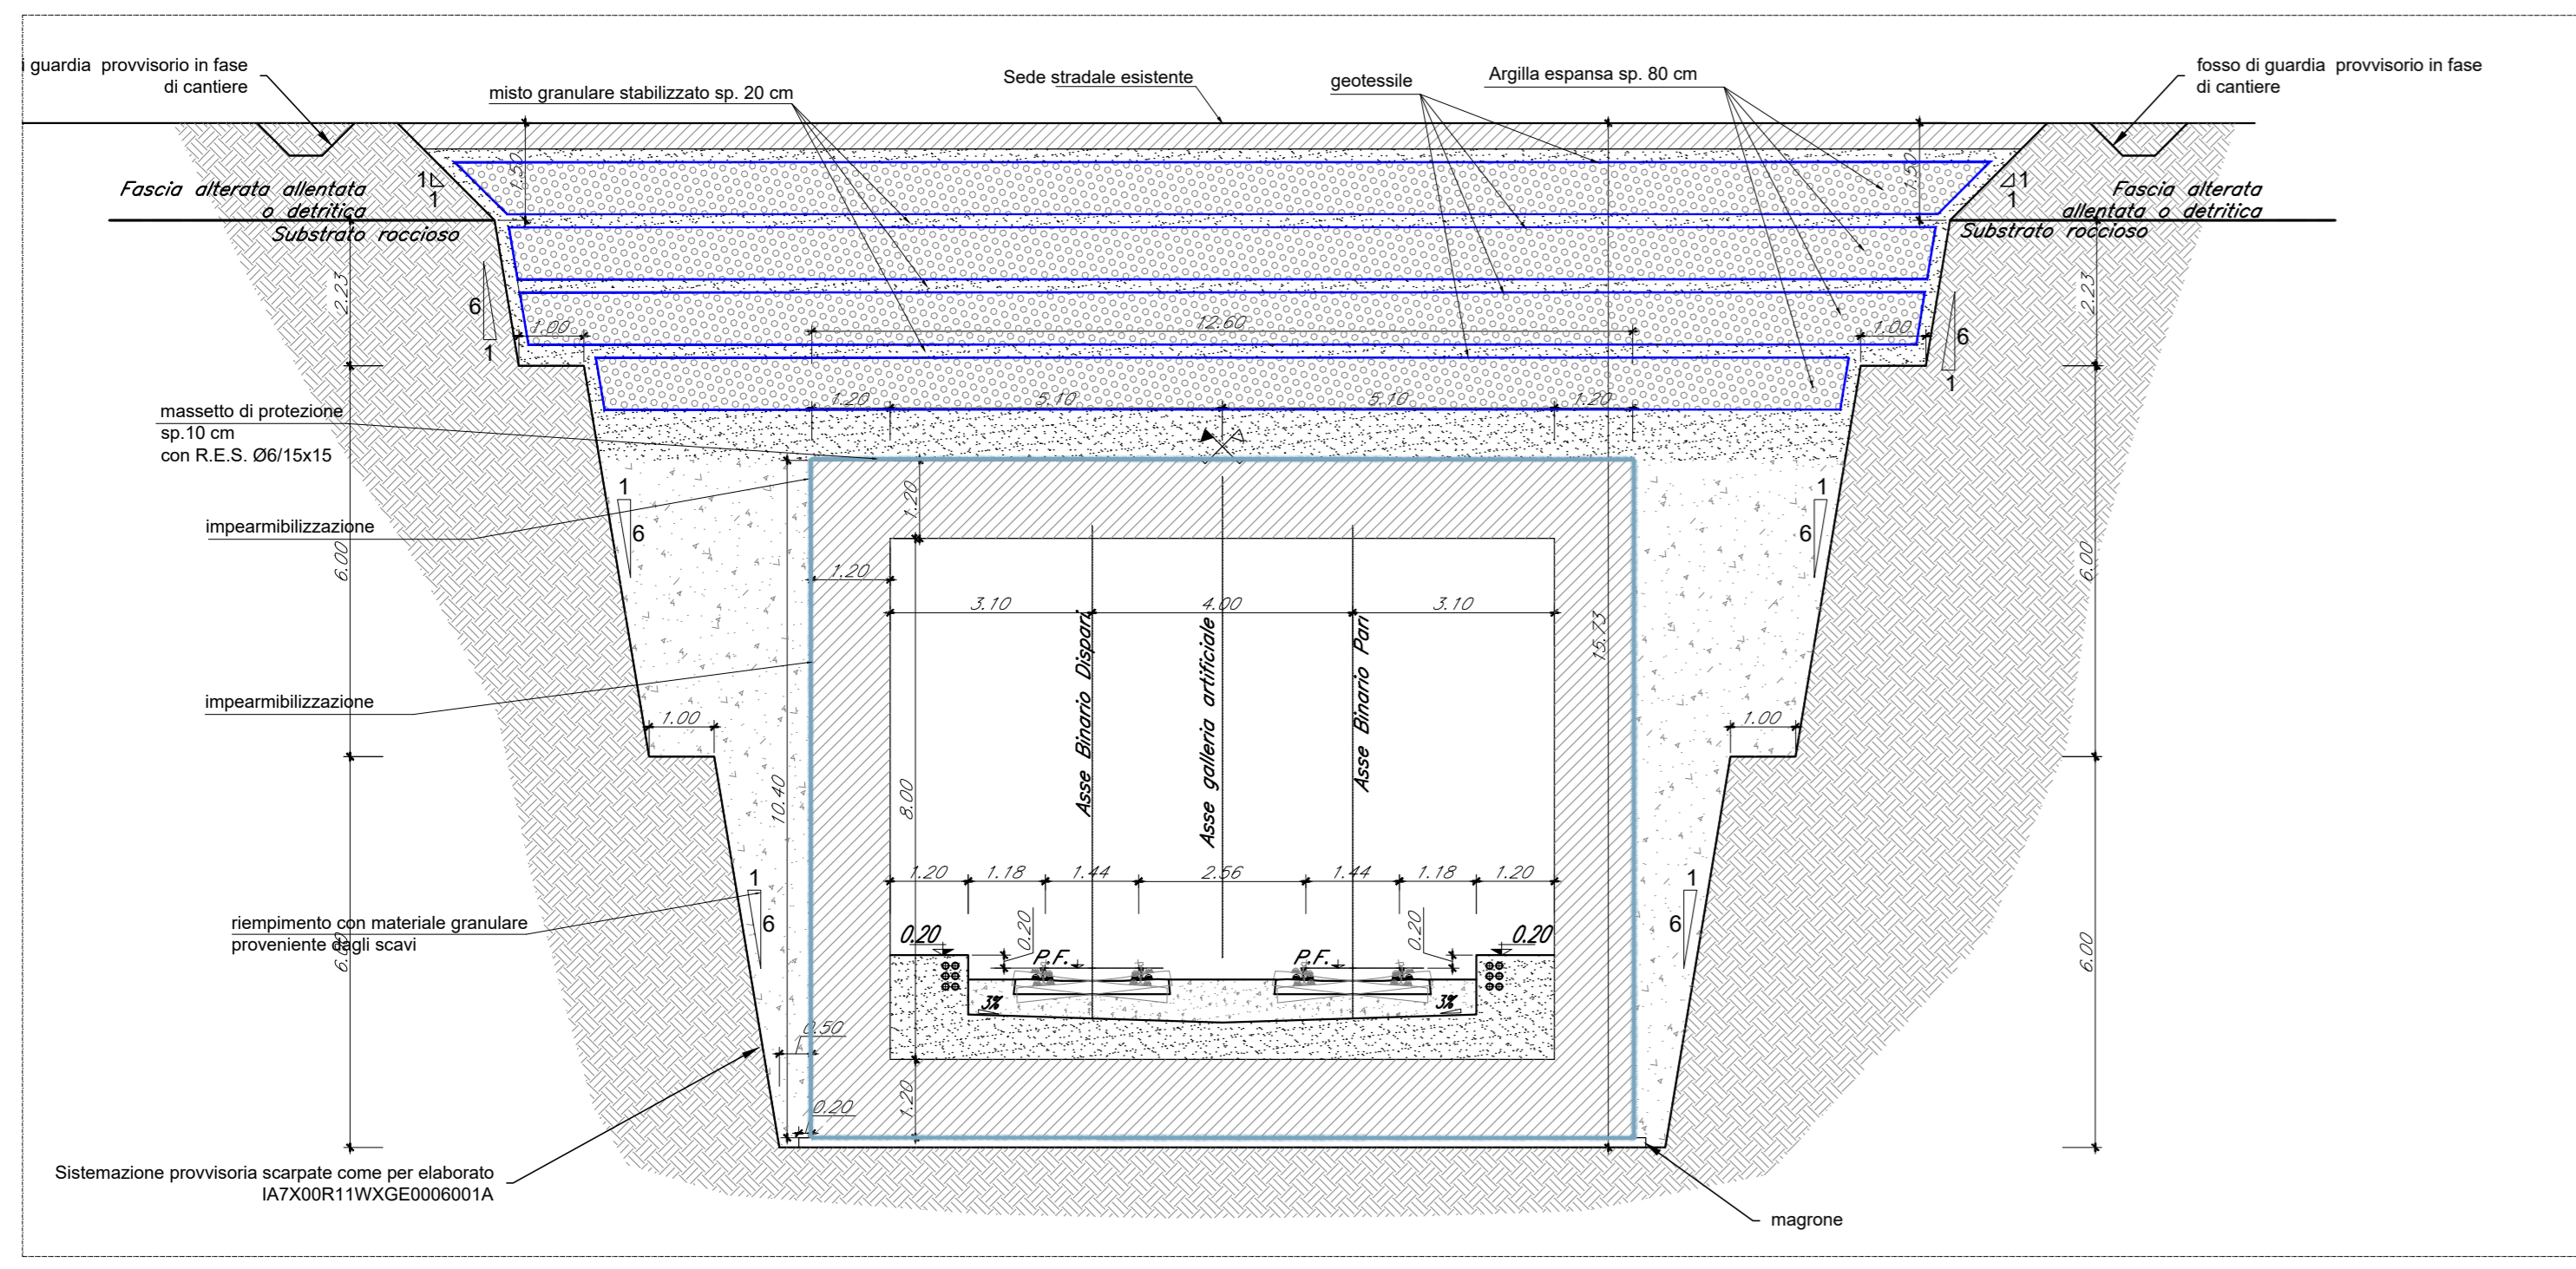 i guardia provvisorio in fase
di cantiere
misto granulare stabilizzato sp. 20 cm
Sede stradale esistente
geotessile
Argilla espansa sp. 80 cm
fosso di guardia provvisorio in fase
di cantiere
1.50
1.50
1
1
1
1
Fascia alterata allentata
o detritica
Substrato roccioso
Fascia alterata
allentata o detritica
Substrato roccioso
2.23
6
1
1.00
12.60
1.00
6
1
2.23
massetto di protezione
sp.10 cm
con R.E.S. Ø6/15x15
1.20
5.10
5.10
1.20
1
6
1.20
1
6
impearmibilizzazione
6.00
1.20
6.00
3.10
4.00
3.10
15.73
Asse Binario Dispari
Asse galleria artificiale
Asse Binario Pari
impearmibilizzazione
1.00
1.00
10.40
8.00
1
6
1.20
1.18
1.44
2.56
1.44
1.18
1.20
1
6
riempimento con materiale granulare
proveniente dagli scavi
6.00
0.20
0.20
P.F.
P.F.
0.20
0.20
6.00
3%
3%
0.50
0.20
1.20
Sistemazione provvisoria scarpate come per elaborato
IA7X00R11WXGE0006001A
magrone